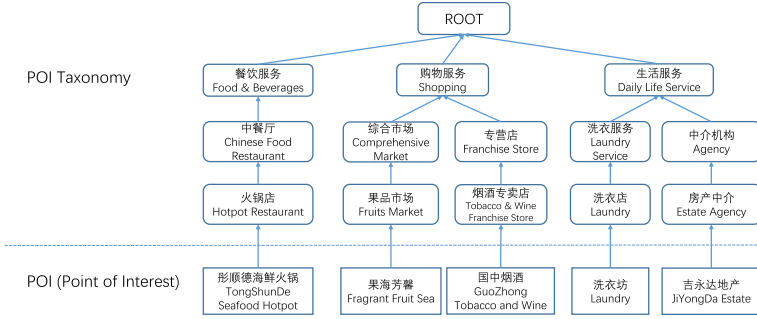 ROOT
POI Taxonomy
餐饮服务
Food & Beverages
购物服务
Shopping
生活服务
Daily Life Service
中餐厅
Chinese Food
Restaurant
综合市场
Comprehensive
Market
专营店
Franchise Store
洗衣服务
Laundry
Service
中介机构
Agency
火锅店
Hotpot Restaurant
果品市场
Fruits Market
烟酒专卖店
Tobacco & Wine
Franchise Store
洗衣店
Laundry
房产中介
Estate Agency
POI (Point of Interest)
彤顺德海鲜火锅
TongShunDe
Seafood Hotpot
果海芳馨
Fragrant Fruit Sea
国中烟酒
GuoZhong
Tobacco and Wine
洗衣坊
Laundry
吉永达地产
JiYongDa Estate